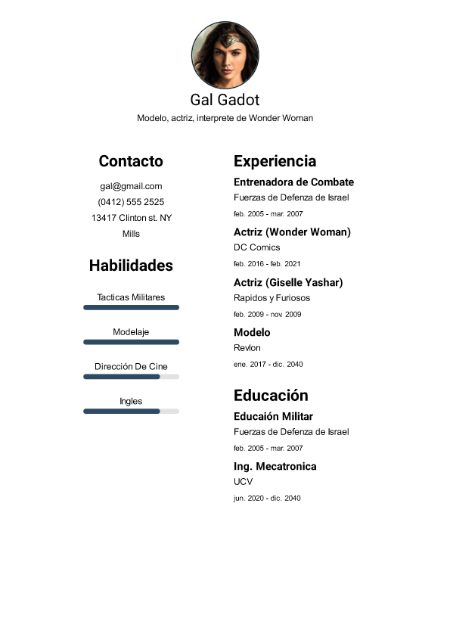 Gal Gadot
Modelo, actriz, interprete de Wonder Woman
Contacto
gal@gmail.com
(0412) 555 2525
13417 Clinton st. NY
Mills
Habilidades
Tacticas Militares
Modelaje
Dirección De Cine
Ingles
Experiencia
Entrenadora de Combate
Fuerzas de Defenza de Israel
feb. 2005 - mar. 2007
Actriz (Wonder Woman)
DC Comics
feb. 2016 - feb. 2021
Actriz (Giselle Yashar)
Rapidos y Furiosos
feb. 2009 - nov. 2009
Modelo
Revlon
ene. 2017 - dic. 2040
Educación
Educaión Militar
Fuerzas de Defenza de Israel
feb. 2005 - mar. 2007
Ing. Mecatronica
UCV
jun. 2020 - dic. 2040